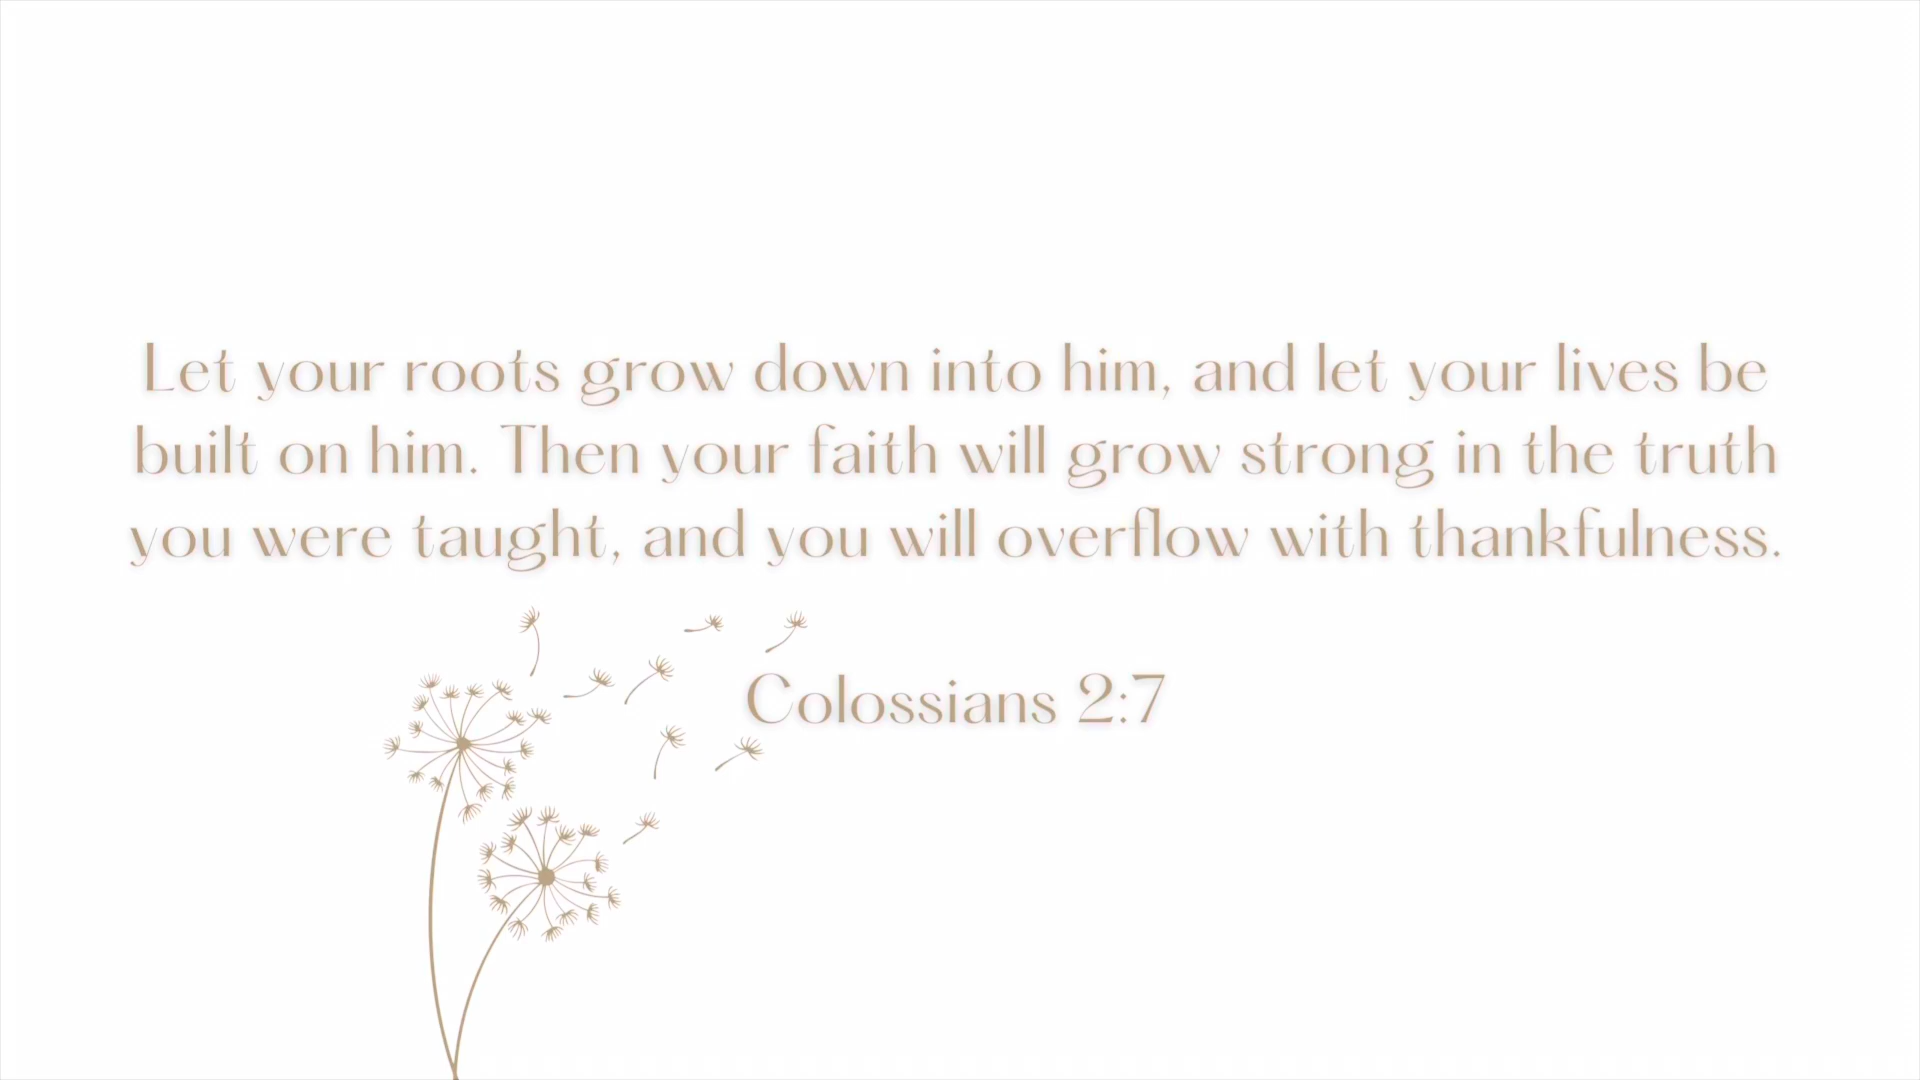 Let your roots grow down into him, and let your lives be
built on him. Then your faith will grow strong in the truth
you were taught, and you will overflow with thankfulness.
Colossians 2:7